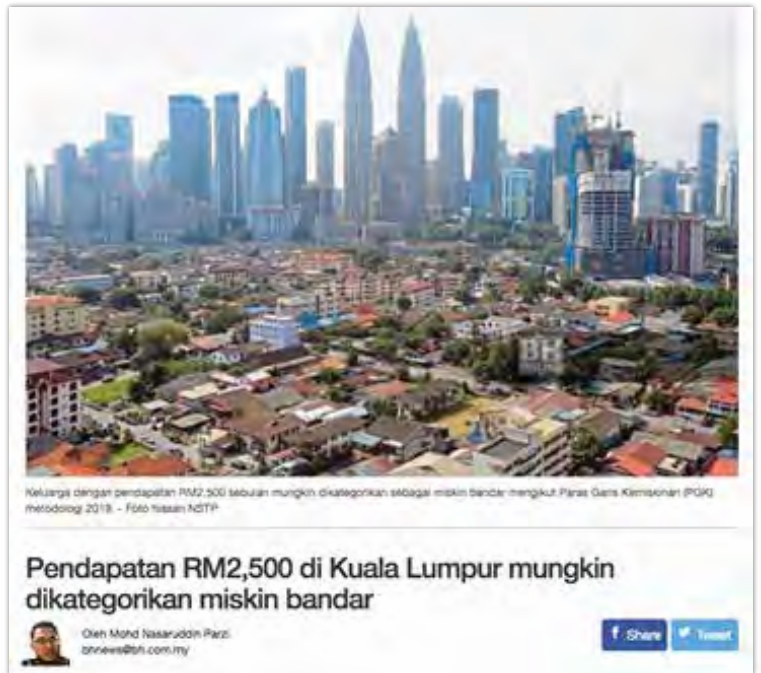 BH
Keluarga dengan pendapatan RM2,500 sebulan mungkin dikategorikan sebagai miskin bandar mengikut Paras Garis Kemiskinan (PGK)
metodologi 2019. - Foto hiasan NSTP
Pendapatan RM2,500 di Kuala Lumpur mungkin
dikategorikan miskin bandar
Oleh Mohd Nasaruddin Parzi
bhnews@bh.com.my
f Share Tweet